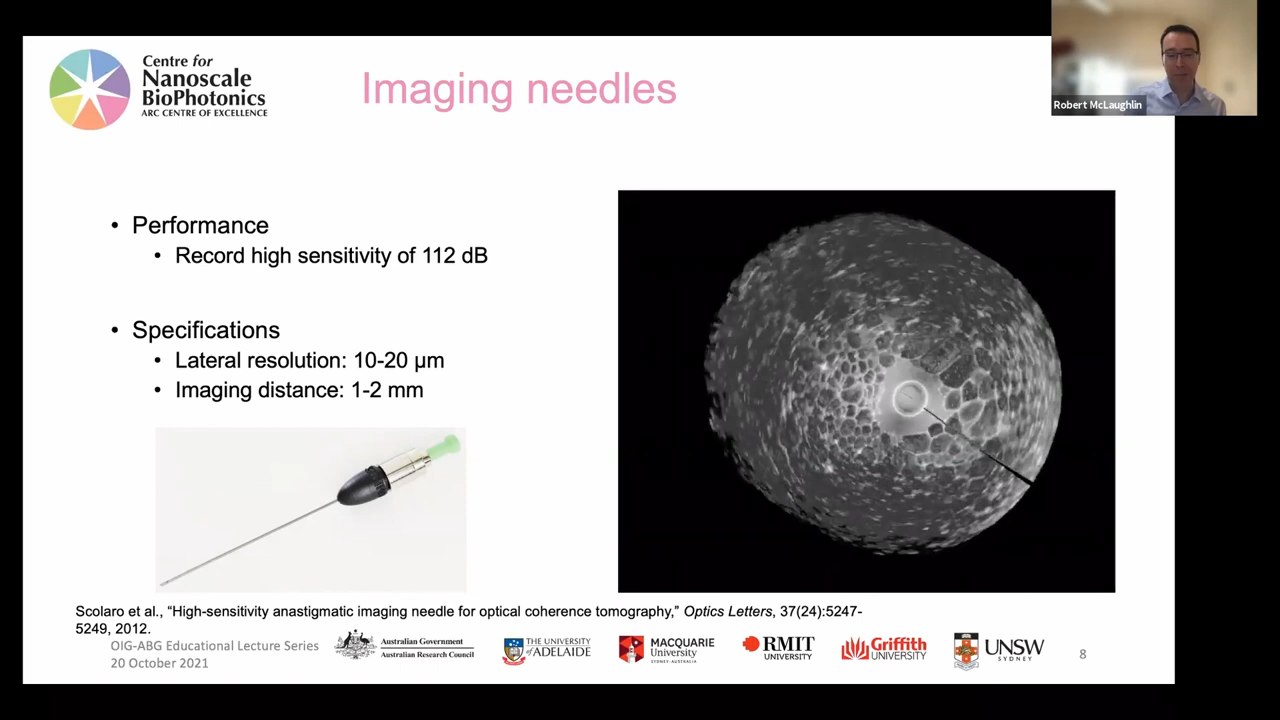 Centre for
Nanoscale
BioPhotonics
ARC CENTRE OF EXCELLENCE
Imaging needles
Robert McLaughlin
• Performance
• Record high sensitivity of 112 dB
• Specifications
• Lateral resolution: 10-20 µm
• Imaging distance: 1-2 mm
Scolaro et al., “High-sensitivity anastigmatic imaging needle for optical coherence tomography,” Optics Letters, 37(24):5247-
5249, 2012.
OIG-ABG Educational Lecture Series
20 October 2021
Australian Government
Australian Research Council
THE UNIVERSITY
of ADELAIDE
MACQUARIE
University
SYDNEY·AUSTRALIA
RMIT
UNIVERSITY
Griffith
UNIVERSITY
UNSW
SYDNEY
8